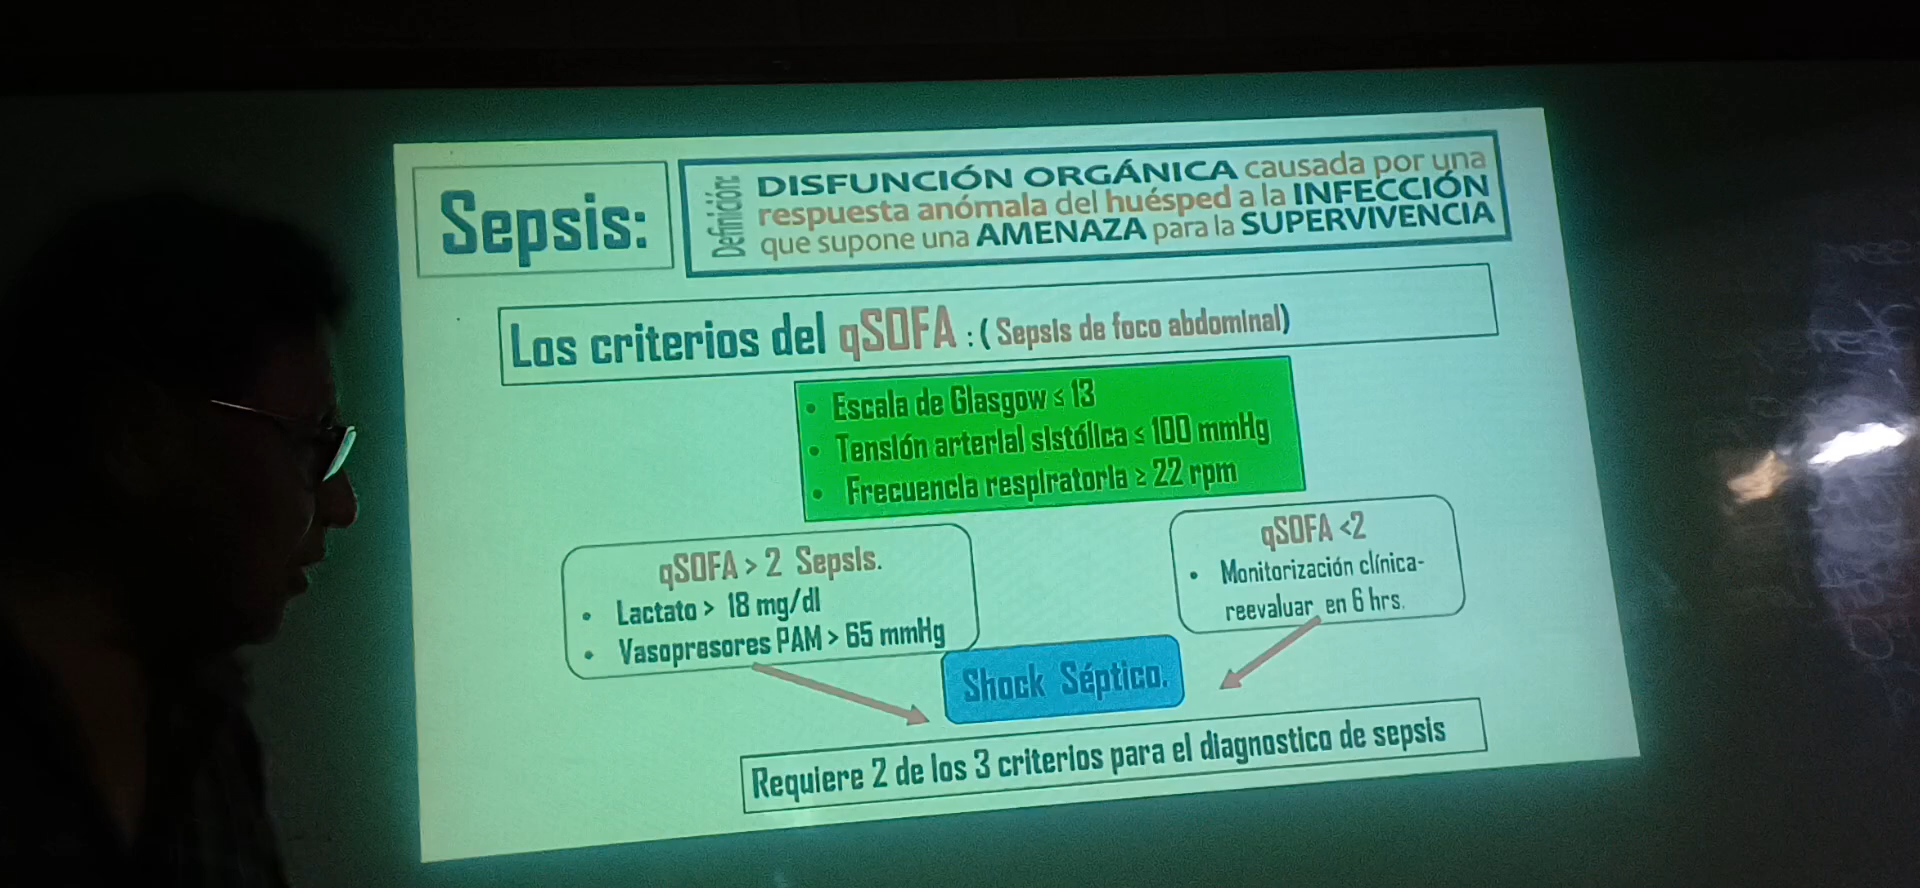 Sepsis:
Definición:
DISFUNCIÓN ORGÁNICA causada por una
respuesta anómala del huésped a la INFECCIÓN
que supone una AMENAZA para la SUPERVIVENCIA
Los criterios del qSOFA : ( Sepsis de foco abdominal)
• Escala de Glasgow ≤ 13
• Tensión arterial sistólica ≤ 100 mmHg
• Frecuencia respiratoria ≥ 22 rpm
qSOFA > 2 Sepsis.
• Lactato > 18 mg/dl
• Vasopresores PAM > 65 mmHg
qSOFA <2
• Monitorización clínica-
reevaluar en 6 hrs.
Shock Séptico.
Requiere 2 de los 3 criterios para el diagnostico de sepsis